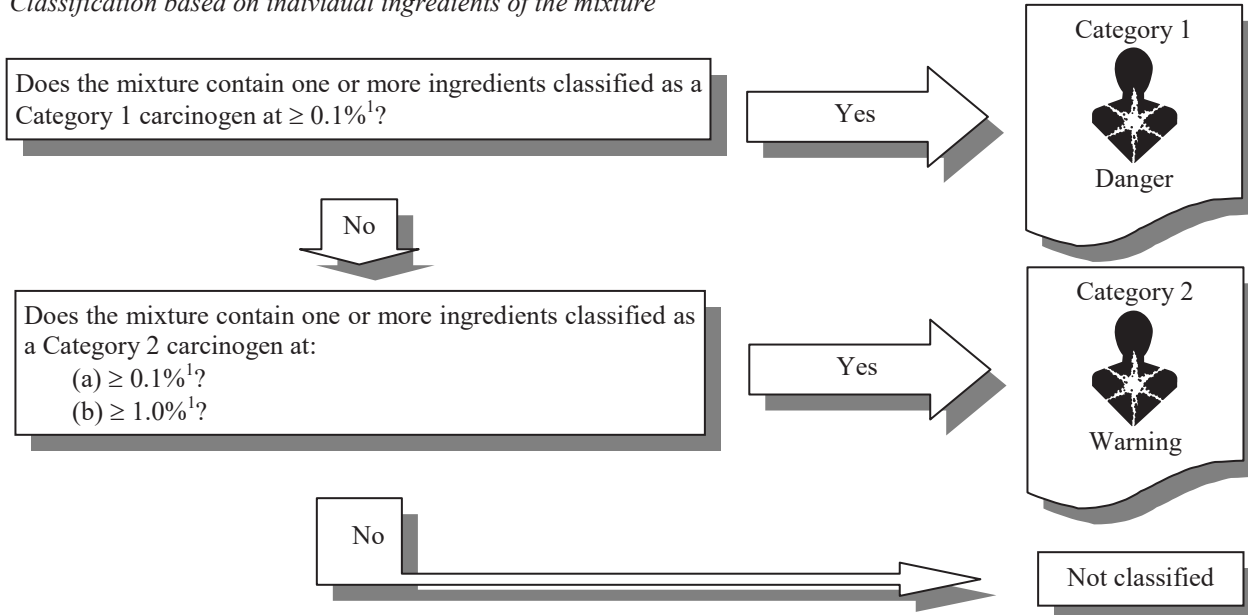 Classification based on individual ingredients of the mixture
Does the mixture contain one or more ingredients classified as a
Category 1 carcinogen at ≥ 0.1%¹?
Yes
Category 1
Danger
No
Does the mixture contain one or more ingredients classified as
a Category 2 carcinogen at:
(a) ≥ 0.1%¹?
(b) ≥ 1.0%¹?
Yes
Category 2
Warning
No
Not classified